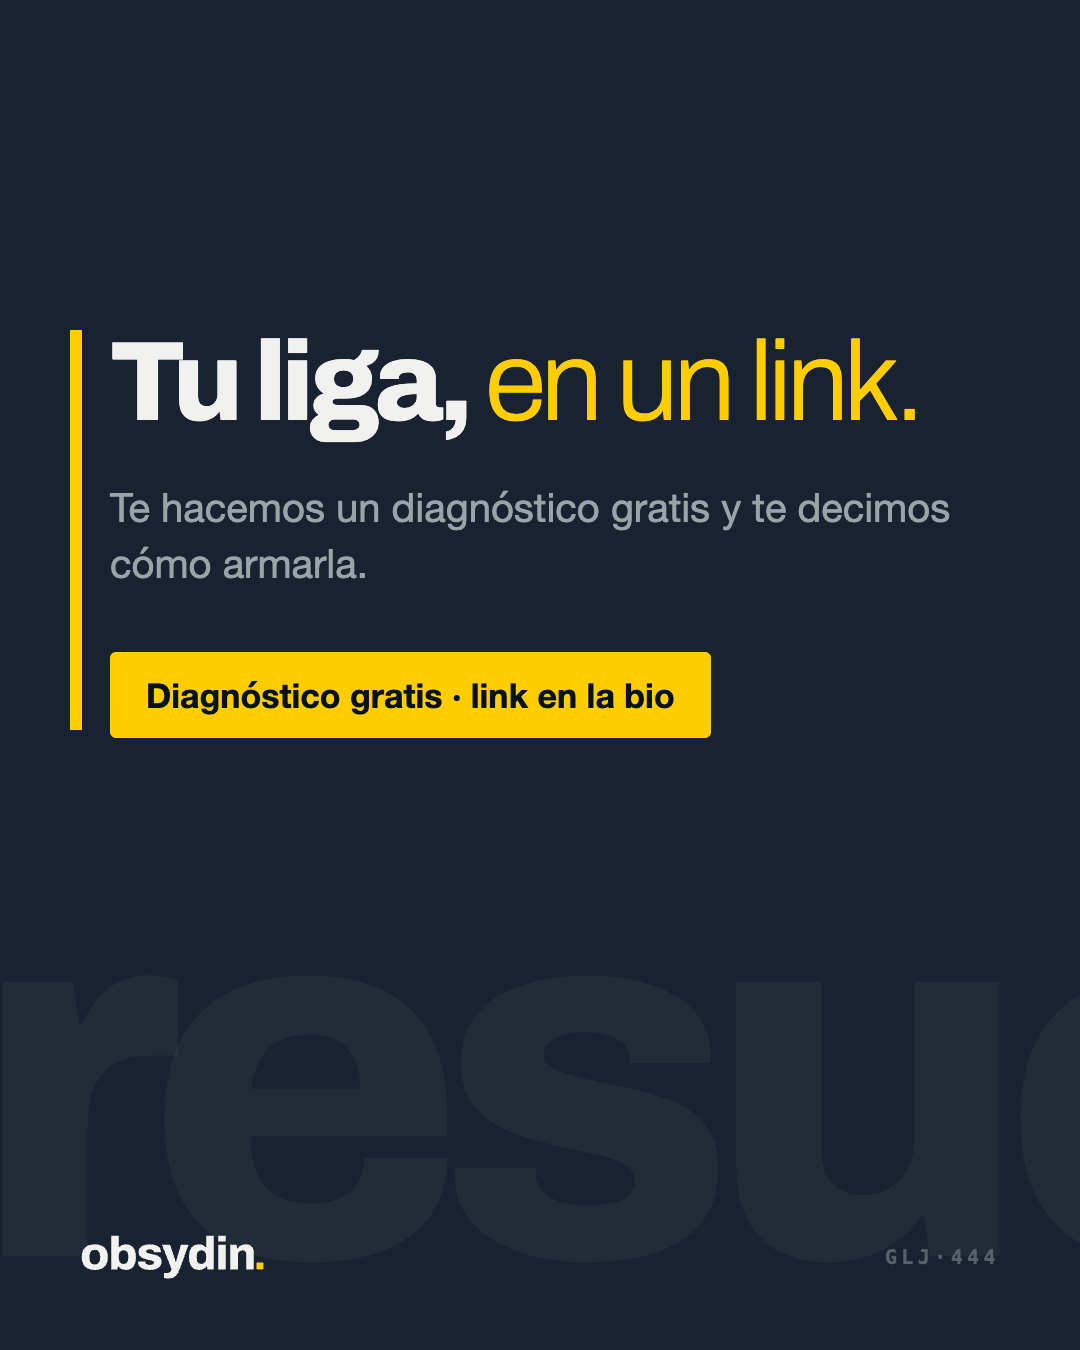 Tu liga, en un link.
Te hacemos un diagnóstico gratis y te decimos
cómo armarla.
Diagnóstico gratis · link en la bio
resu
obsydin.
GLJ·444